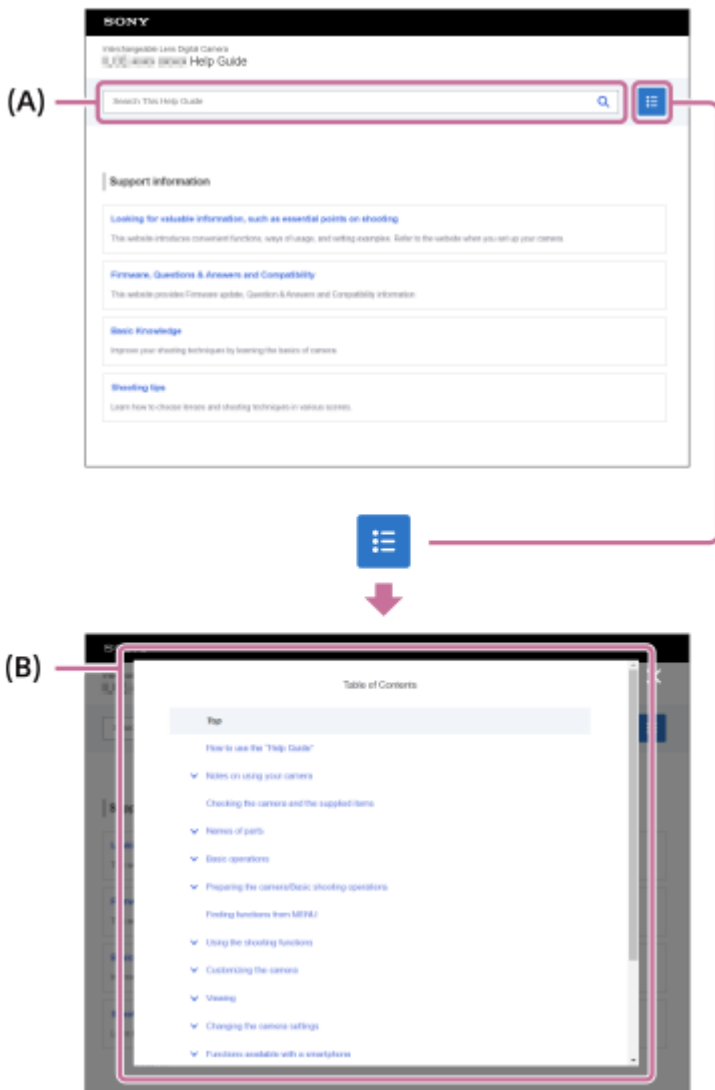 SONY
Interchangeable Lens Digital Camera
Help Guide
(A)
Search This Help Guide
Support information
Looking for valuable information, such as essential points on shooting
This website introduces convenient functions, ways of usage, and setting examples. Refer to the website when you set up your camera.
Firmware, Questions & Answers and Compatibility
This website provides Firmware update, Question & Answers and Compatibility information
Basic Knowledge
Improve your shooting techniques by learning the basics of camera.
Shooting tips
Learn how to choose lenses and shooting techniques in various scenes.
(B)
Table of Contents
Top
How to use the "Help Guide"
Notes on using your camera
Checking the camera and the supplied items
Names of parts
Basic operations
Preparing the camera/Basic shooting operations
Finding functions from MENU
Using the shooting functions
Customizing the camera
Viewing
Changing the camera settings
Functions available with a smartphone